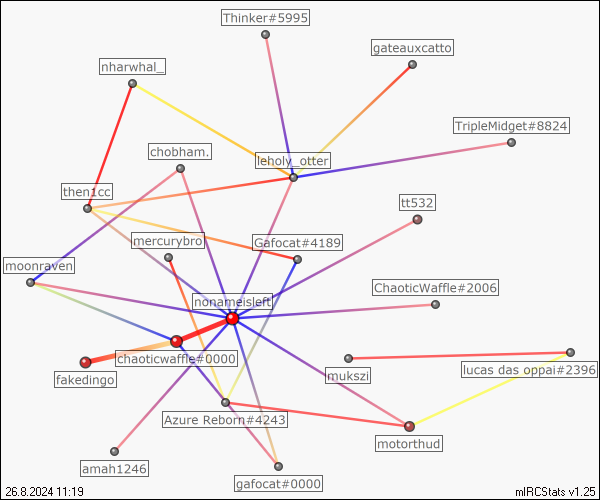 Thinker#5995
gateauxcatto
nharwhal_
TripleMidget#8824
chobham.
leholy_otter
then1cc
tt532
mercurybro
Gafocat#4189
moonraven
ChaoticWaffle#2006
nonameisleft
chaoticwaffle#0000
fakedingo
mukszi
lucas das oppai#2396
Azure Reborn#4243
motorthud
amah1246
gafocat#0000
26.8.2024 11:19
mIRCStats v1.25